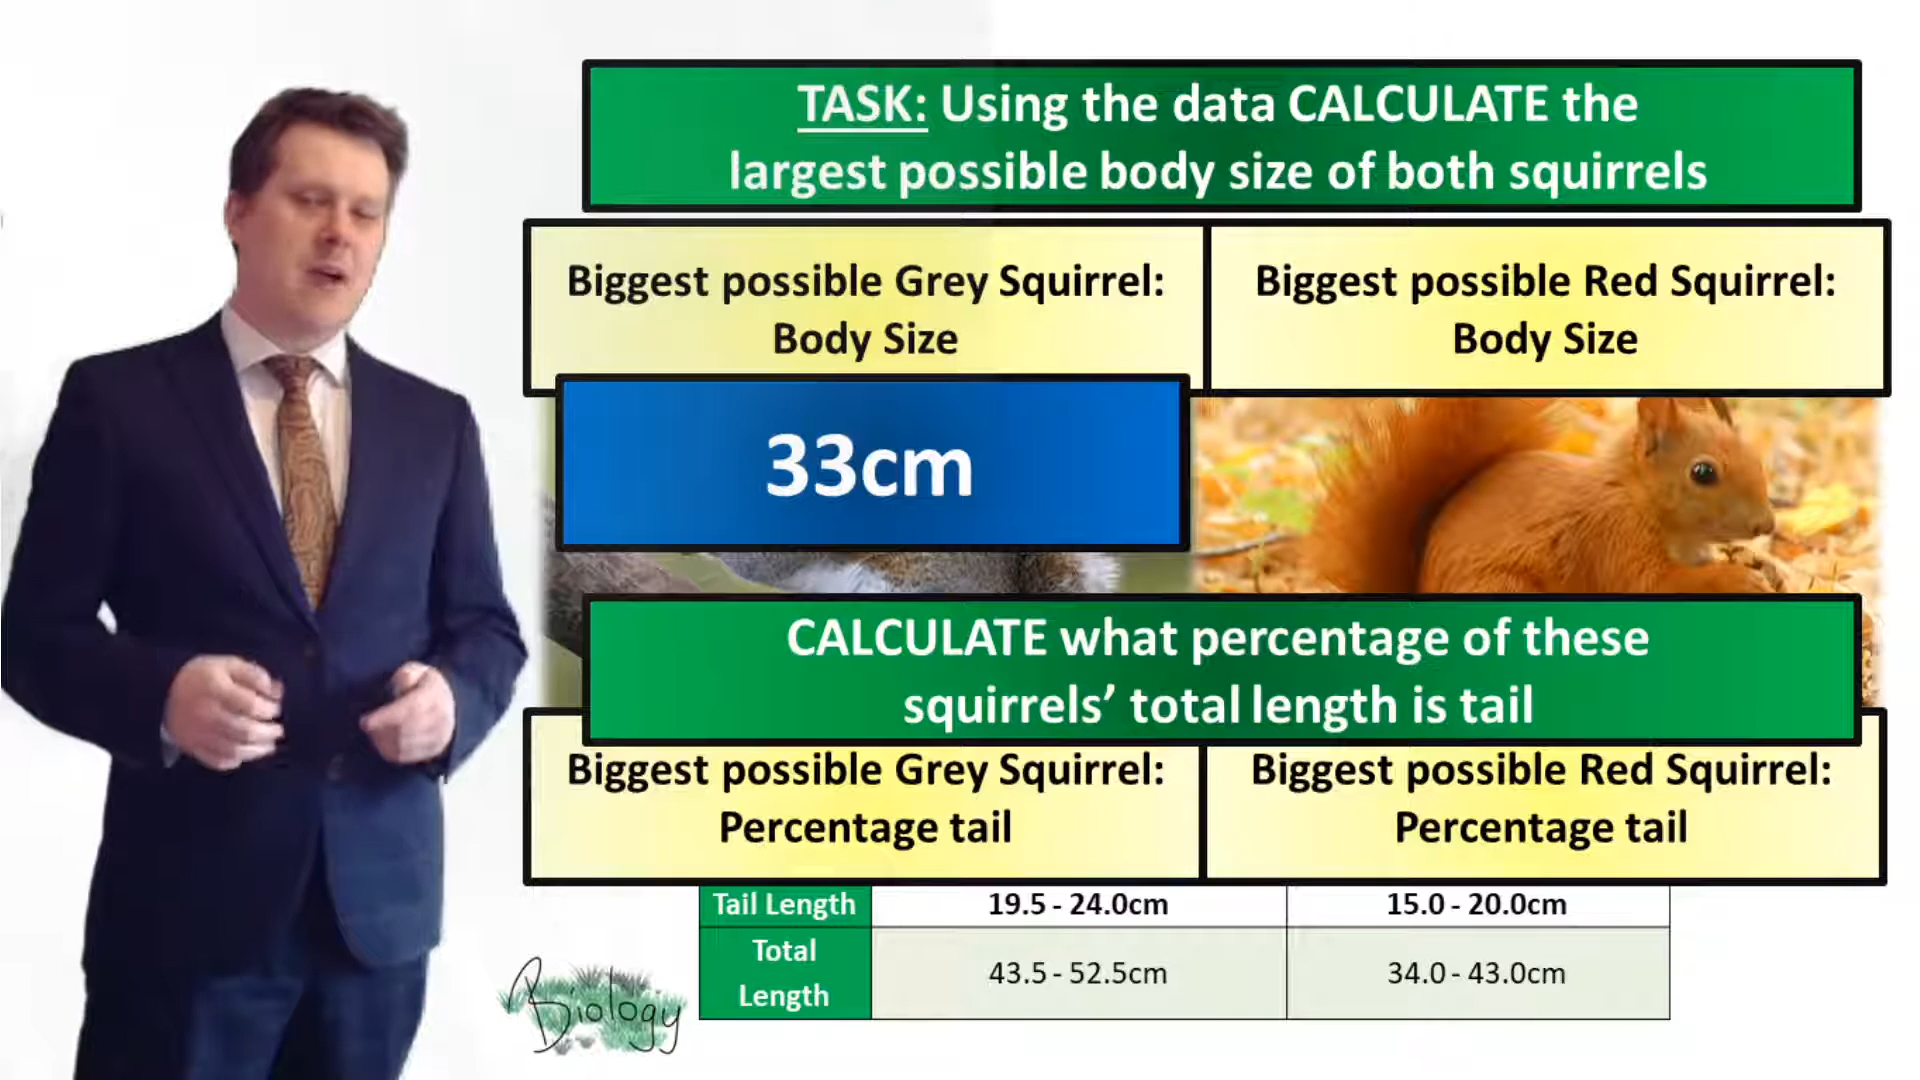 TASK: Using the data CALCULATE the
largest possible body size of both squirrels
Biggest possible Grey Squirrel:
Body Size
Biggest possible Red Squirrel:
Body Size
33cm
CALCULATE what percentage of these
squirrels’ total length is tail
Biggest possible Grey Squirrel:
Percentage tail
Biggest possible Red Squirrel:
Percentage tail
Tail Length
19.5 - 24.0cm
15.0 - 20.0cm
Total
Length
43.5 - 52.5cm
34.0 - 43.0cm
Biology